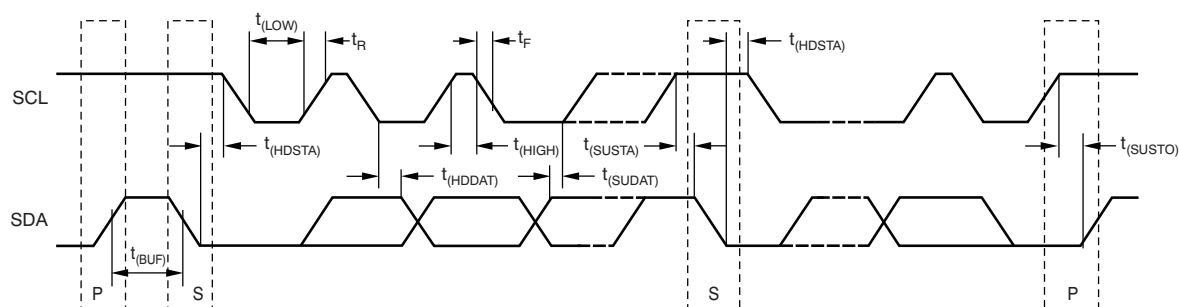 t(LOW)
tR
tF
t(HDSTA)
SCL
t(HDSTA)
t(HIGH)
t(SUSTA)
t(SUSTO)
t(HDDAT)
t(SUDAT)
SDA
t(BUF)
P
S
S
P